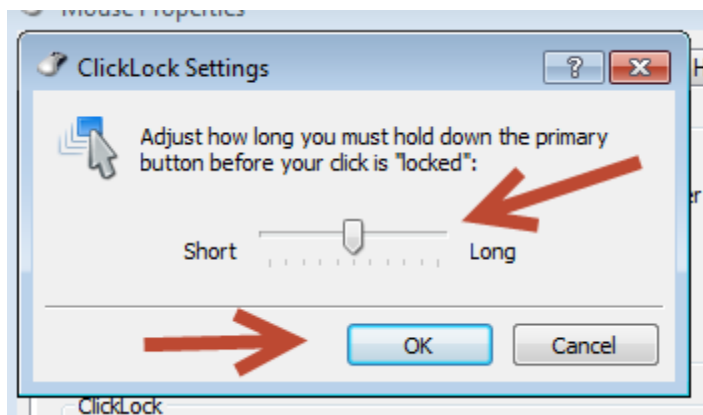 Mouse Properties
ClickLock Settings
?
X
Adjust how long you must hold down the primary
button before your click is "locked":
Short
Long
OK
Cancel
ClickLock